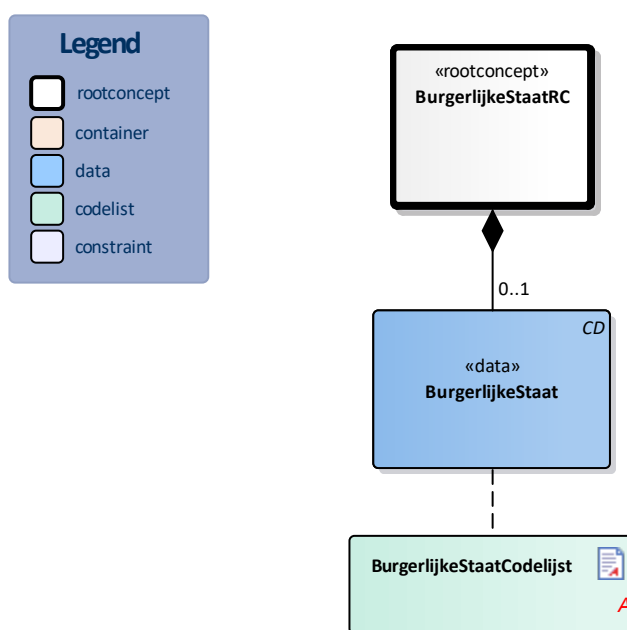 Legend
rootconcept
container
data
codelist
constraint
«rootconcept»
BurgerlijkeStaatRC
0..1
CD
«data»
BurgerlijkeStaat
BurgerlijkeStaatCodelijst
A